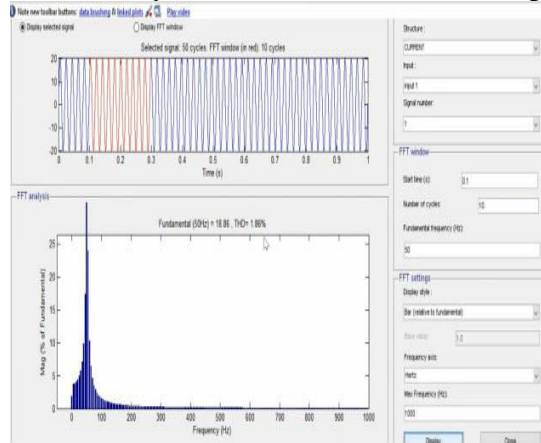 Note new toolbar buttons: data brushing & linked plots Play video
Display selected signal Display FFT window
Selected signal: 50 cycles. FFT window (in red): 10 cycles
20
10
0
-10
-20
0 0.1 0.2 0.3 0.4 0.5 0.6 0.7 0.8 0.9 1
Time (s)
FFT analysis
Fundamental (50Hz) = 18.86 , THD= 1.86%
Mag (% of Fundamental)
25
20
15
10
5
0
0 100 200 300 400 500 600 700 800 900 1000
Frequency (Hz)
Structure :
CURRENT
Input :
input 1
Signal number:
1
FFT window
Start time (s): 0.1
Number of cycles: 10
Fundamental frequency (Hz):
50
FFT settings
Display style :
Bar (relative to fundamental)
Base value: 1.0
Frequency axis:
Hertz
Max Frequency (Hz):
1000
Display Close